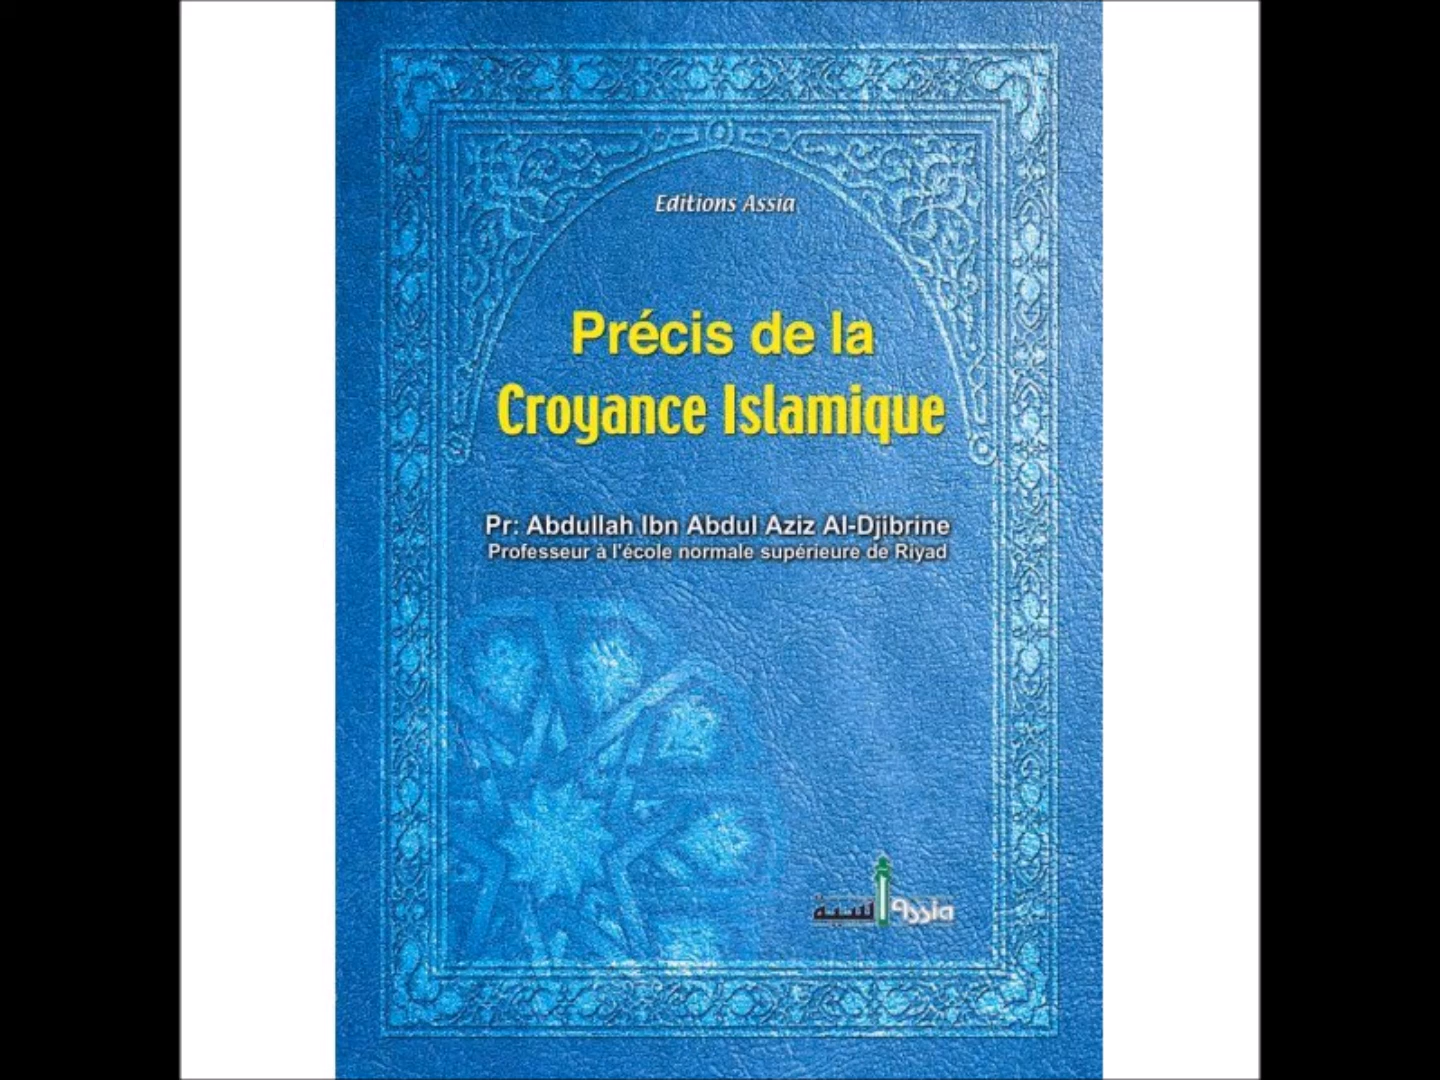 Editions Assia
Précis de la
Croyance Islamique
Pr: Abdullah Ibn Abdul Aziz Al-Djibrine
Professeur à l'école normale supérieure de Riyad
آسية assia